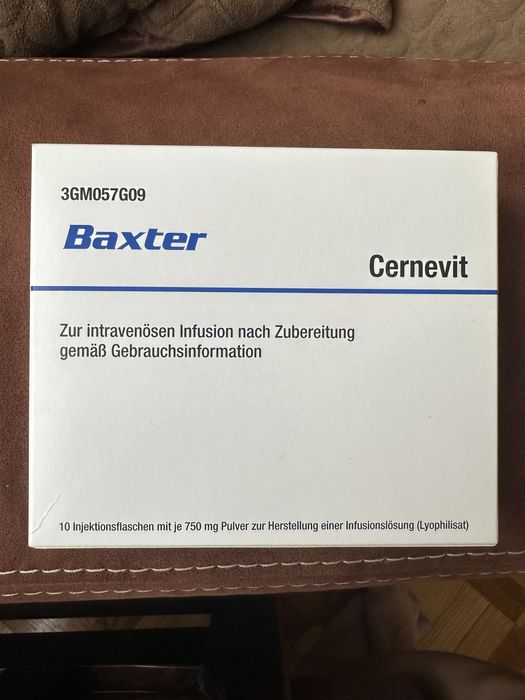 3GM057G09
Baxter
Cernevit
Zur intravenösen Infusion nach Zubereitung
gemäß Gebrauchsinformation
10 Injektionsflaschen mit je 750 mg Pulver zur Herstellung einer Infusionslösung (Lyophilisat)